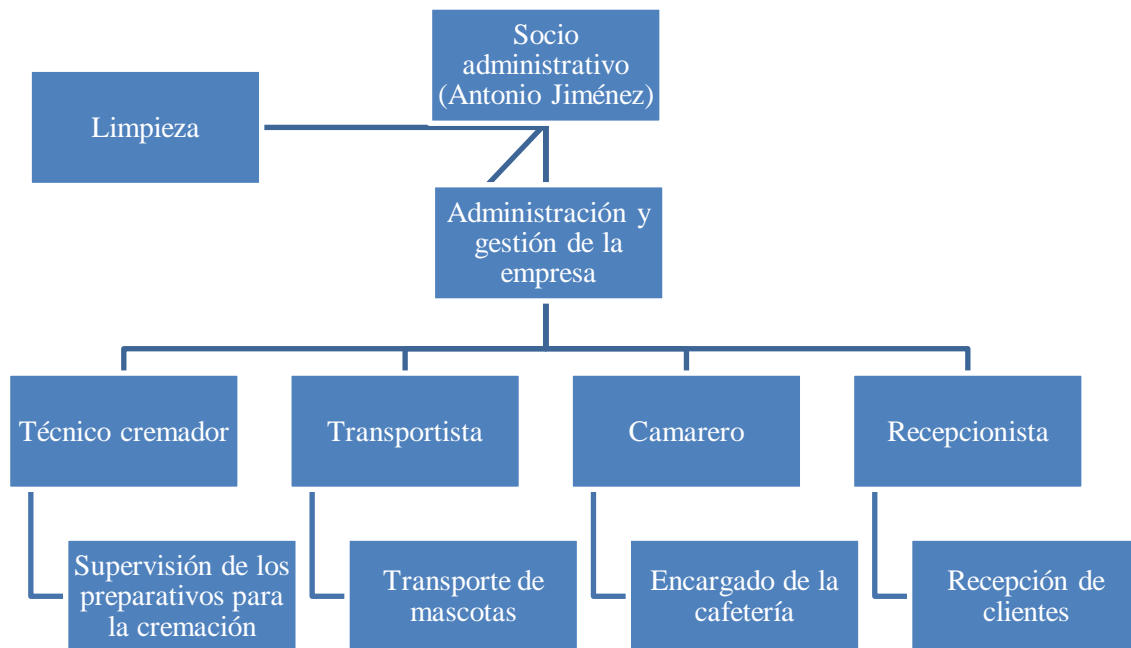 Socio
administrativo
(Antonio Jiménez)
Limpieza
Administración y
gestión de la
empresa
Técnico cremador
Transportista
Camarero
Recepcionista
Supervisión de los
preparativos para
la cremación
Transporte de
mascotas
Encargado de la
cafetería
Recepción de
clientes